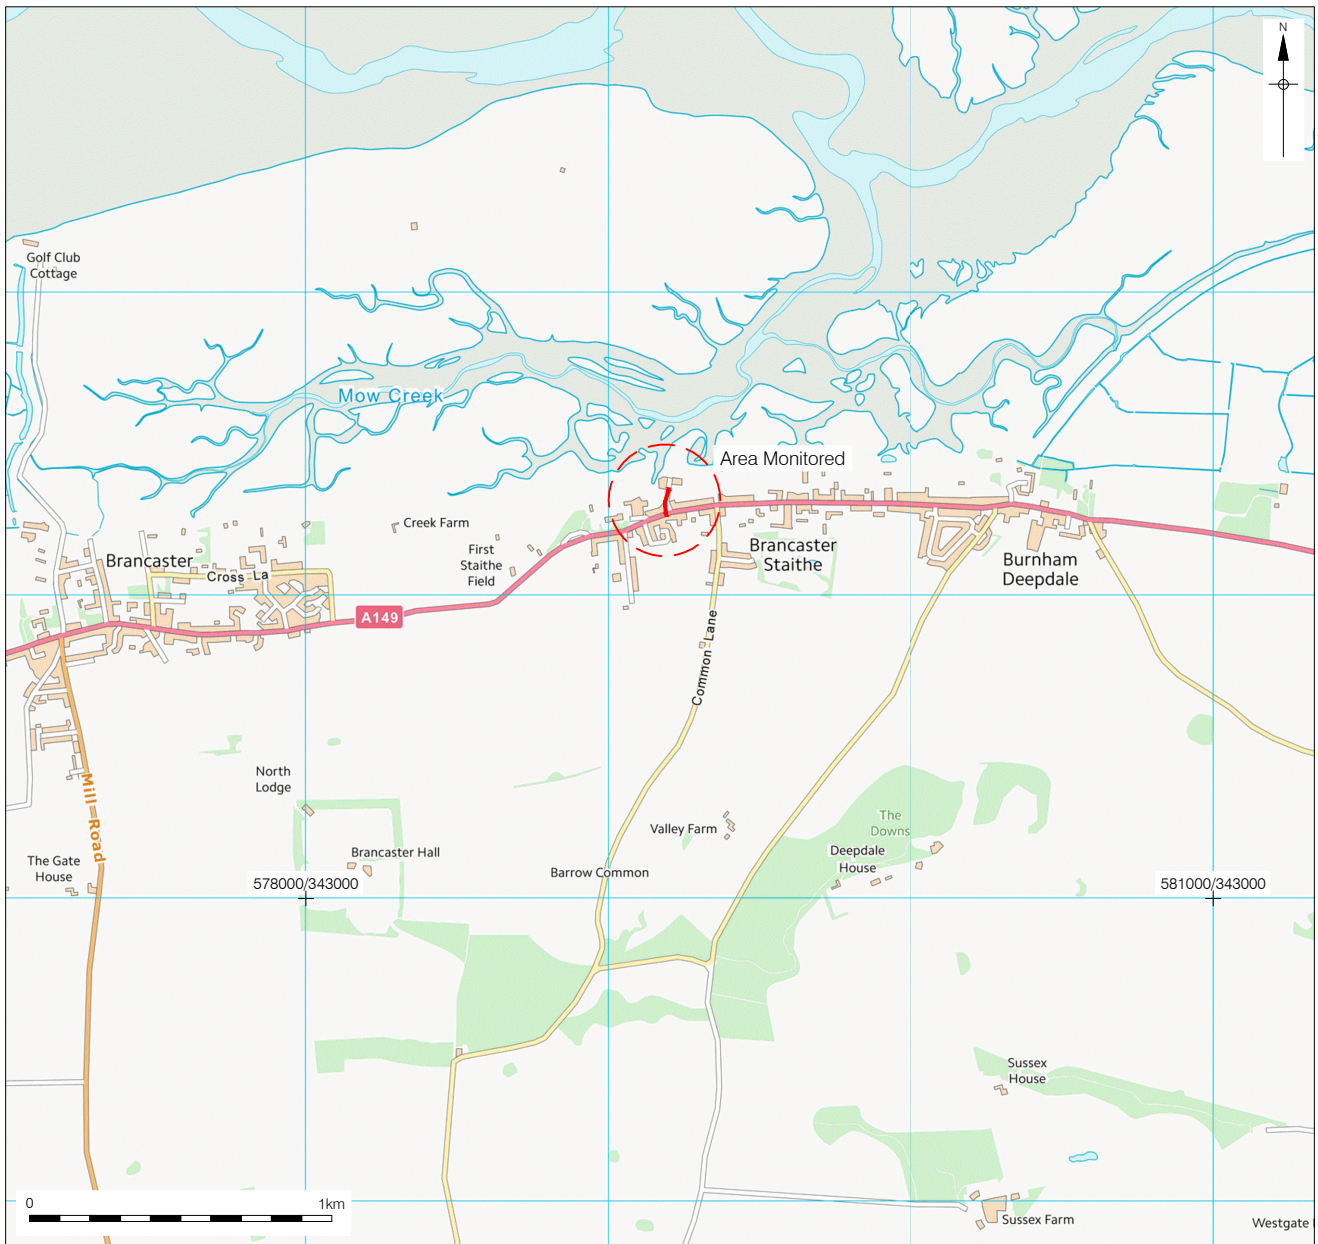 N
Golf Club
Cottage
Mow Creek
Area Monitored
Creek Farm
First
Staithe
Field
Brancaster
Cross La
Brancaster
Staithe
Burnham
Deepdale
A149
Common Lane
North
Lodge
Mill Road
Valley Farm
The
Downs
Deepdale
House
The Gate
House
Brancaster Hall
Barrow Common
578000/343000
581000/343000
Sussex
House
0
1km
Sussex Farm
Westgate